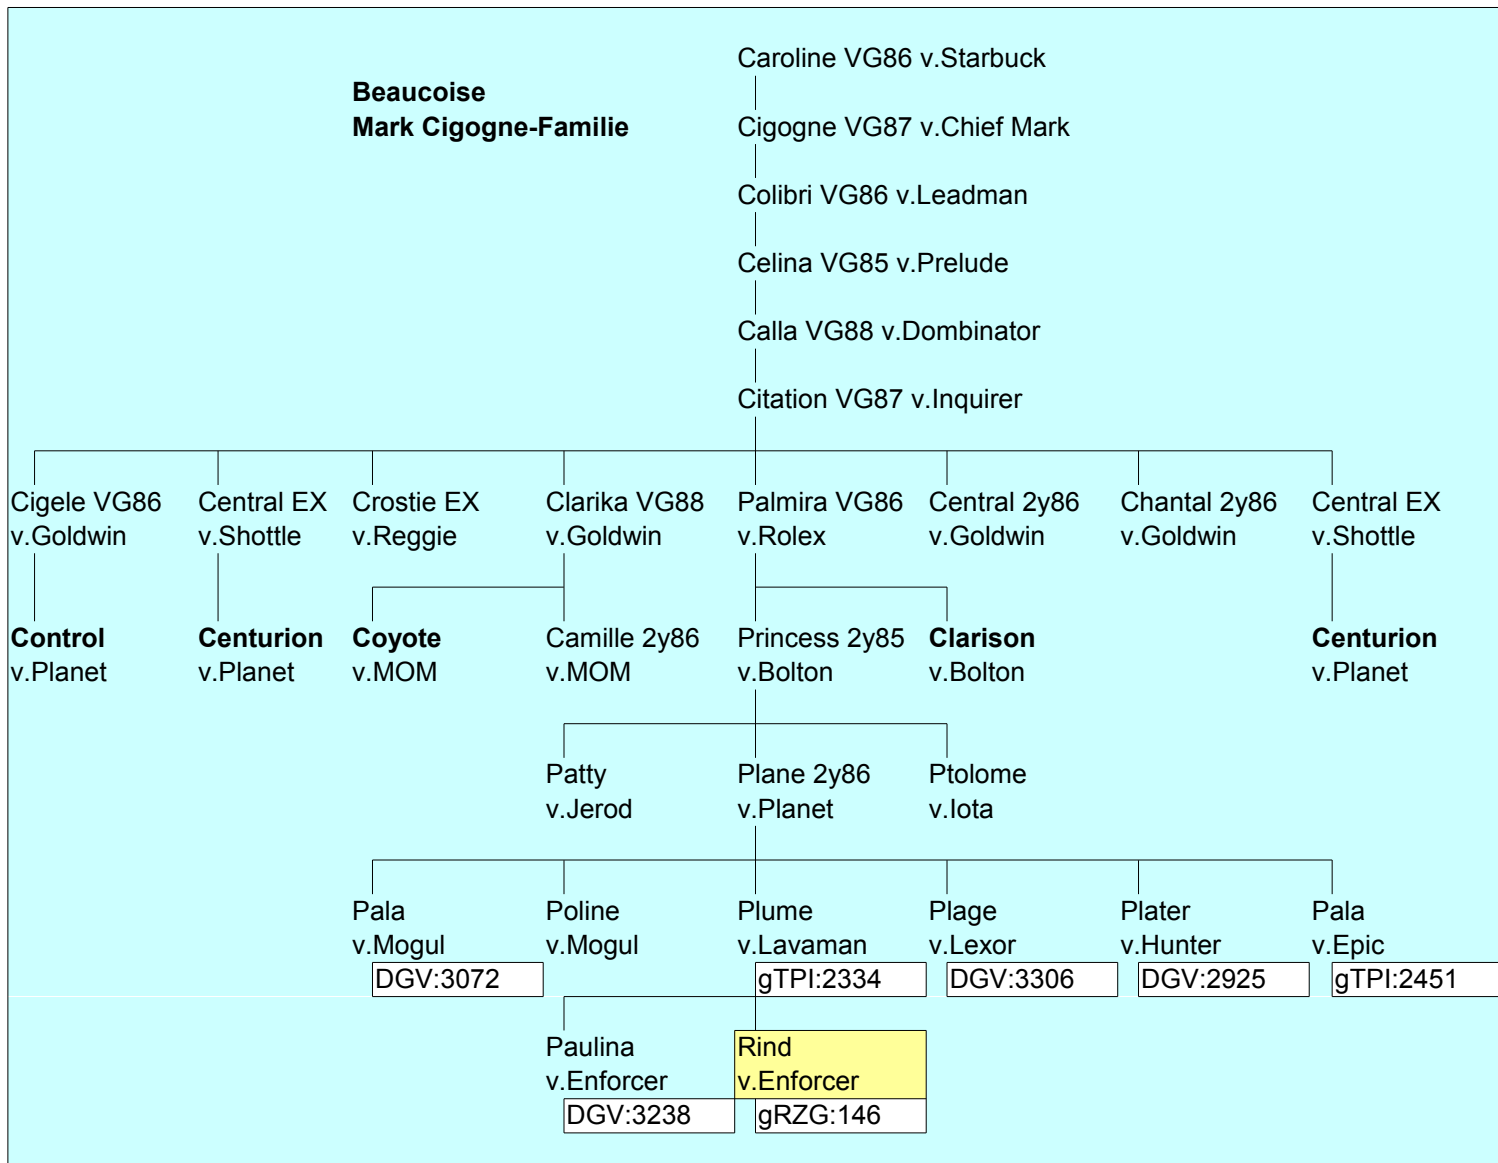 Caroline VG86 v.Starbuck
Beaucoise
Mark Cigogne-Familie
Cigogne VG87 v.Chief Mark
Colibri VG86 v.Leadman
Celina VG85 v.Prelude
Calla VG88 v.Dombinator
Citation VG87 v.Inquirer
Cigele VG86 Central EX Crostie EX Clarika VG88 Palmira VG86 Central 2y86 Chantal 2y86 Central EX
v.Goldwin v.Shottle v.Reggie v.Goldwin v.Rolex v.Goldwin v.Goldwin v.Shottle
Control Centurion Coyote Camille 2y86 Princess 2y85 Clarison Centurion
v.Planet v.Planet v.MOM v.MOM v.Bolton v.Bolton v.Planet
Patty Plane 2y86 Ptolome
v.Jerod v.Planet v.Iota
Pala Poline Plume Plage Plater Pala
v.Mogul v.Mogul v.Lavaman v.Lexor v.Hunter v.Epic
DGV:3072 gTPI:2334 DGV:3306 DGV:2925 gTPI:2451
Paulina Rind
v.Enforcer v.Enforcer
DGV:3238 gRZG:146